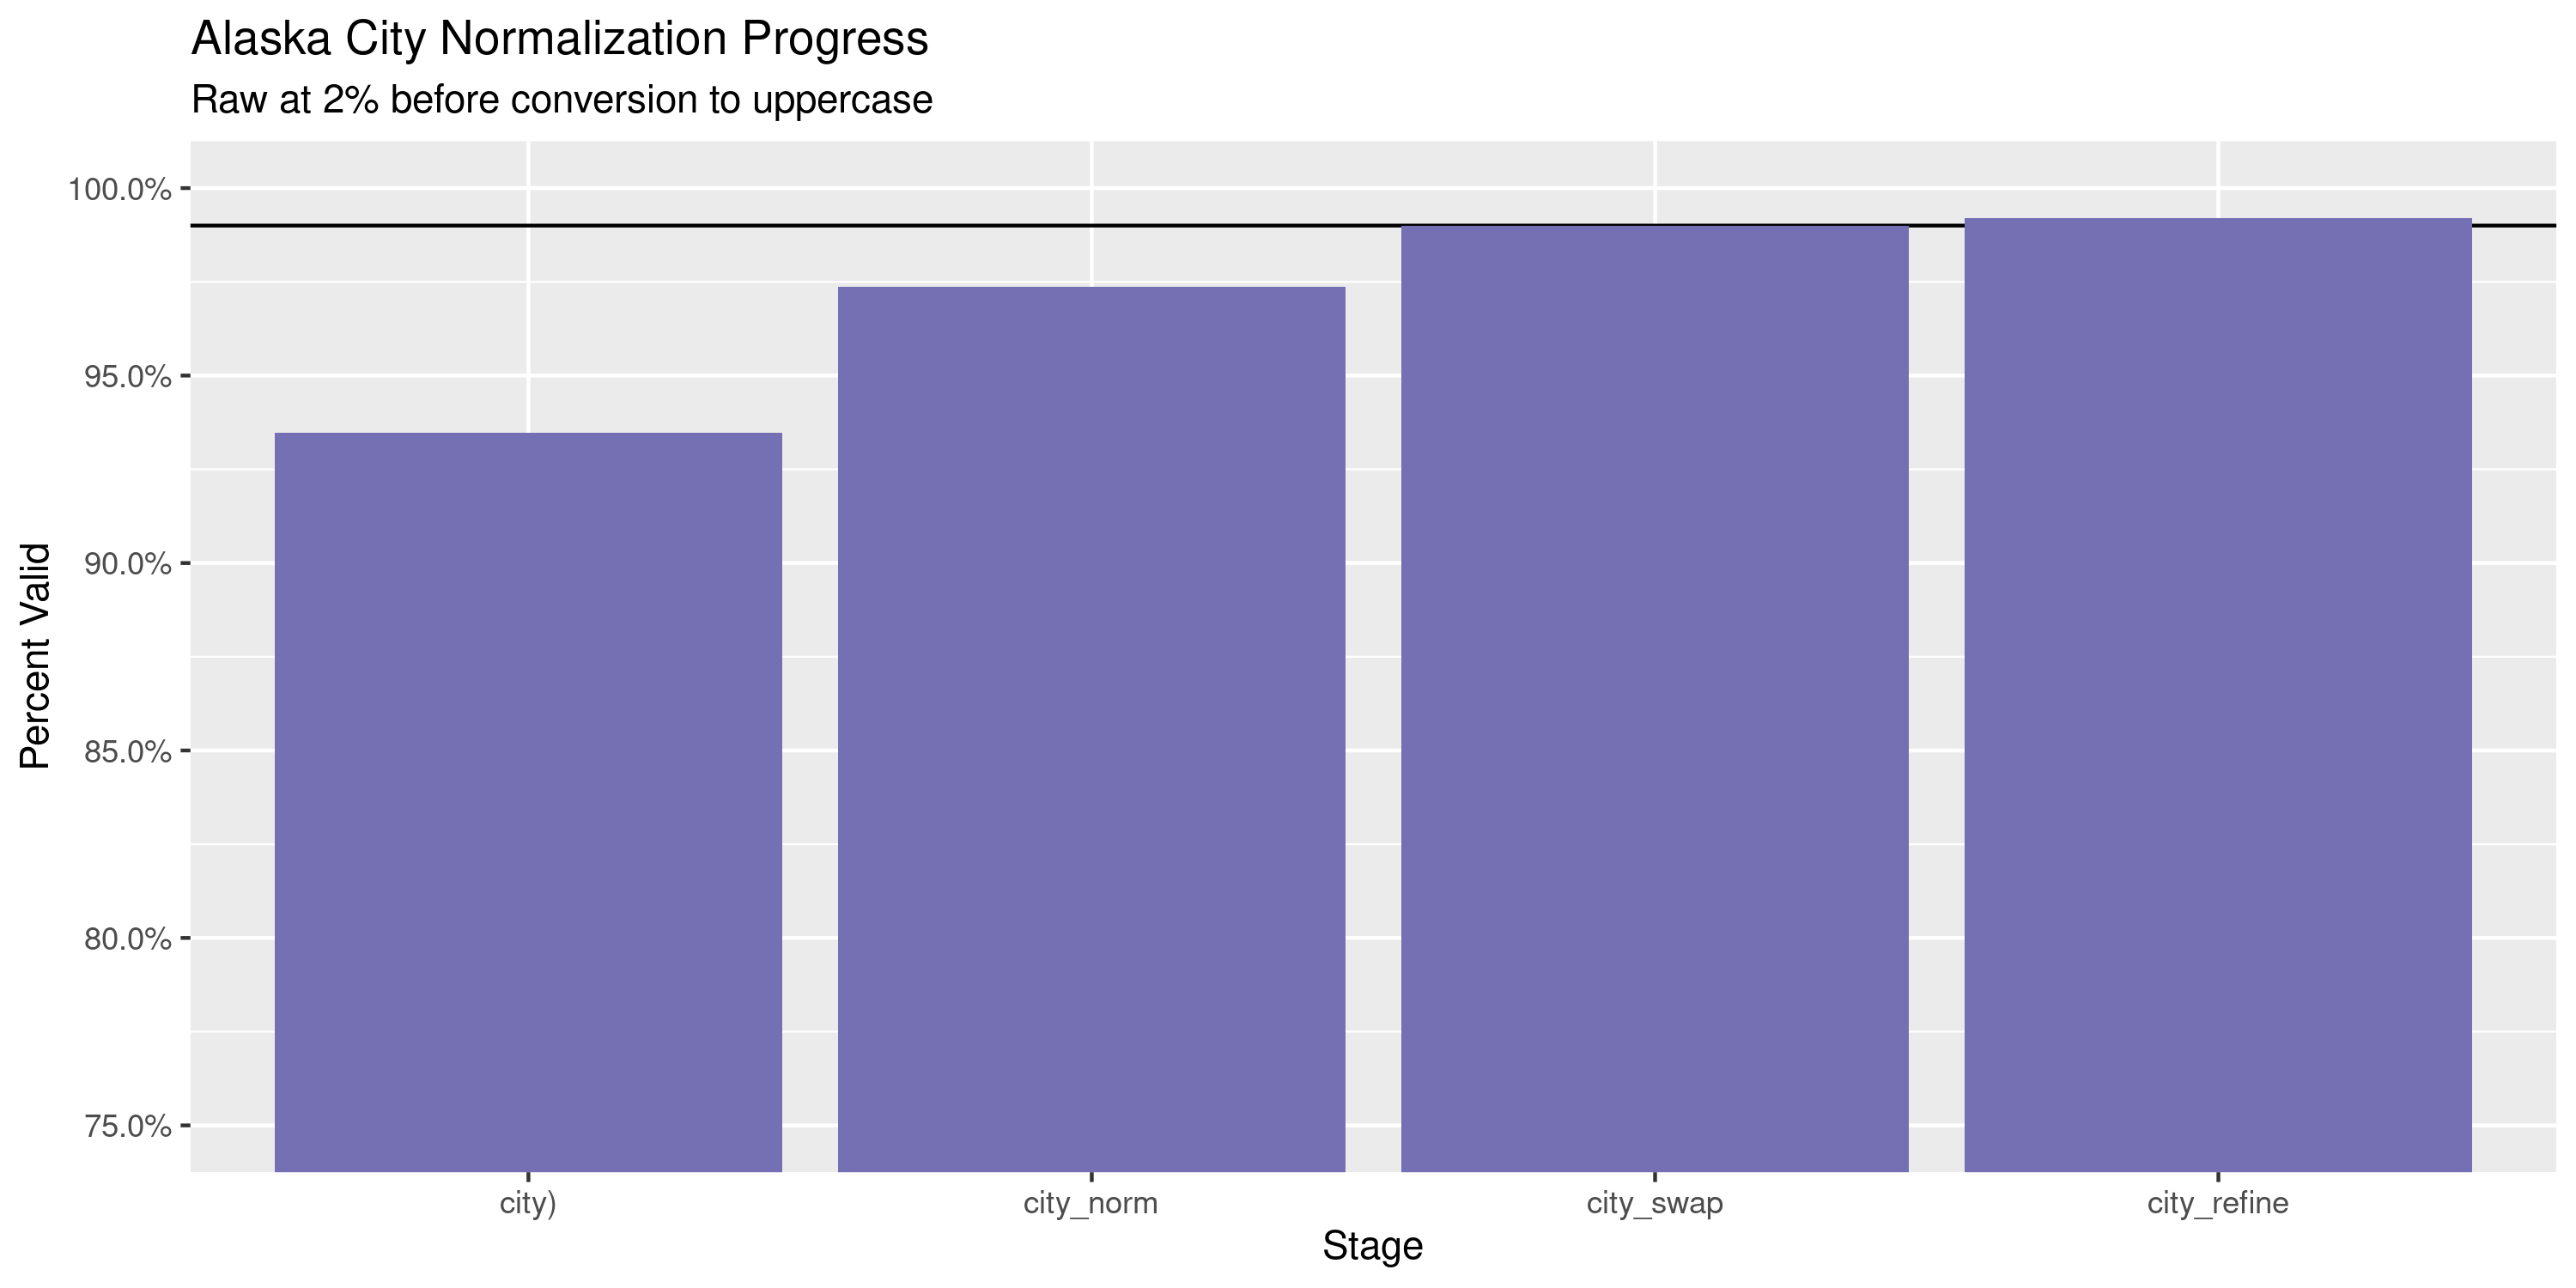 Alaska City Normalization Progress
Raw at 2% before conversion to uppercase
Percent Valid
100.0%
95.0%
90.0%
85.0%
80.0%
75.0%
city)
city_norm
city_swap
city_refine
Stage